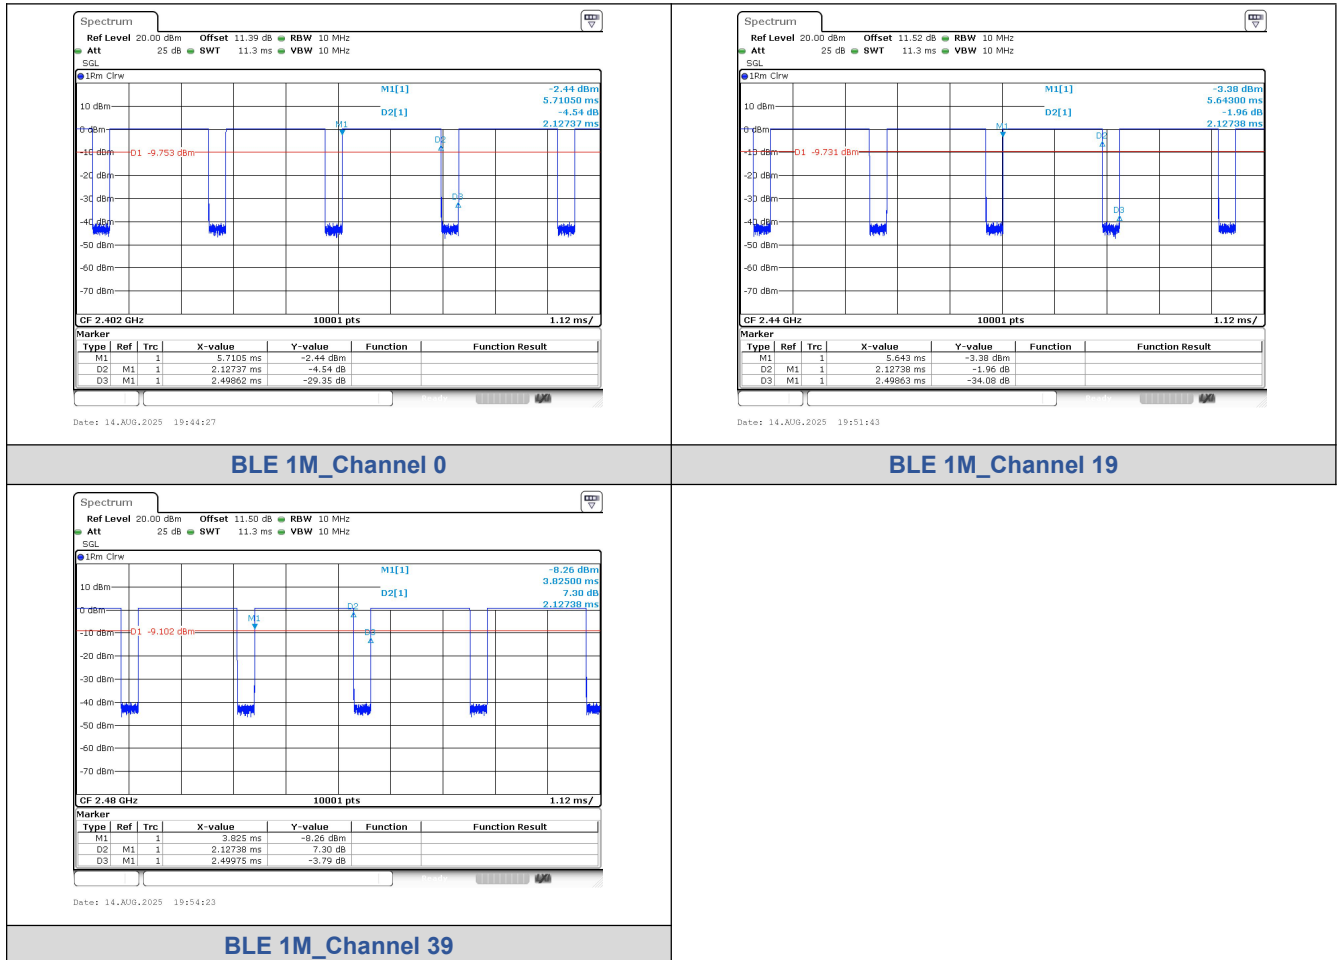 Spectrum
Ref Level 20.00 dBm Offset 11.39 dB RBW 10 MHz
Att 25 dB SWT 11.3 ms VBW 10 MHz
SGL
1Rm Clrw
M1[1] -2.44 dBm
5.71050 ms
D2[1] -4.54 dB
2.12737 ms
10 dBm
0 dBm
M1
D2
-10 dBm
D1 -9.753 dBm
-20 dBm
-30 dBm
D3
-40 dBm
-50 dBm
-60 dBm
-70 dBm
CF 2.402 GHz 10001 pts 1.12 ms/
Marker
Type Ref Trc X-value Y-value Function Function Result
M1 1 5.7105 ms -2.44 dBm
D2 M1 1 2.12737 ms -4.54 dB
D3 M1 1 2.49862 ms -29.35 dB
Date: 14.AUG.2025 19:44:27
BLE 1M_Channel 0
Spectrum
Ref Level 20.00 dBm Offset 11.52 dB RBW 10 MHz
Att 25 dB SWT 11.3 ms VBW 10 MHz
SGL
1Rm Clrw
M1[1] -3.38 dBm
5.64300 ms
D2[1] -1.96 dB
2.12738 ms
10 dBm
0 dBm
M1
D2
-10 dBm
D1 -9.731 dBm
-20 dBm
-30 dBm
D3
-40 dBm
-50 dBm
-60 dBm
-70 dBm
CF 2.44 GHz 10001 pts 1.12 ms/
Marker
Type Ref Trc X-value Y-value Function Function Result
M1 1 5.643 ms -3.38 dBm
D2 M1 1 2.12738 ms -1.96 dB
D3 M1 1 2.49863 ms -34.08 dB
Date: 14.AUG.2025 19:51:43
BLE 1M_Channel 19
Spectrum
Ref Level 20.00 dBm Offset 11.50 dB RBW 10 MHz
Att 25 dB SWT 11.3 ms VBW 10 MHz
SGL
1Rm Clrw
M1[1] -8.26 dBm
3.82500 ms
D2[1] 7.30 dB
2.12738 ms
10 dBm
0 dBm
D2
M1
D3
-10 dBm
D1 -9.102 dBm
-20 dBm
-30 dBm
-40 dBm
-50 dBm
-60 dBm
-70 dBm
CF 2.48 GHz 10001 pts 1.12 ms/
Marker
Type Ref Trc X-value Y-value Function Function Result
M1 1 3.825 ms -8.26 dBm
D2 M1 1 2.12738 ms 7.30 dB
D3 M1 1 2.49975 ms -3.79 dB
Date: 14.AUG.2025 19:54:23
BLE 1M_Channel 39